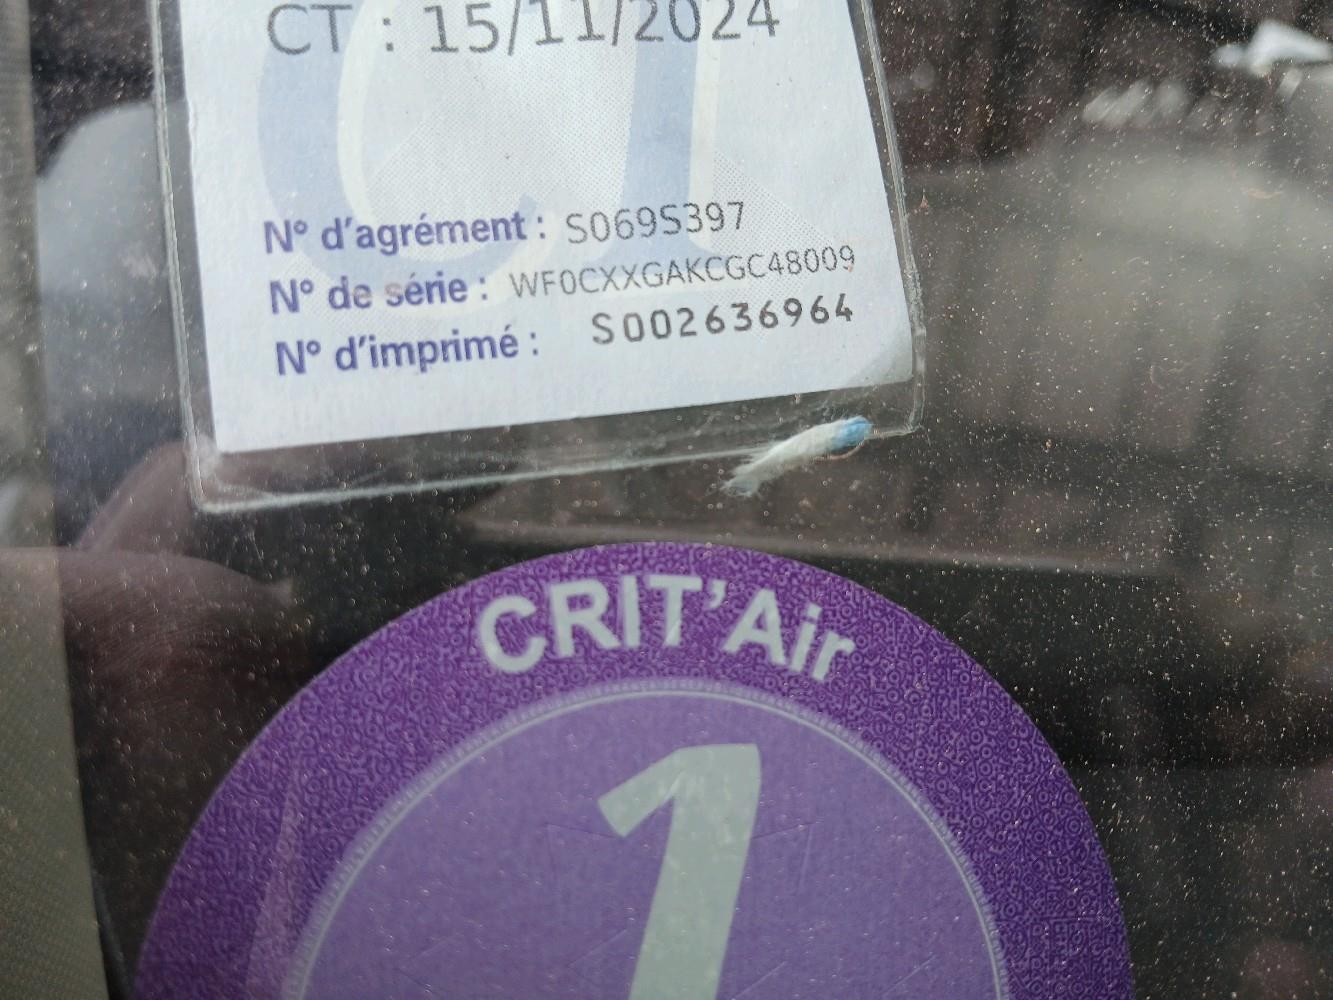 CT : 15/11/2024
N° d'agrément : S069S397
N° de série : WF0CXXGAKCGC48009
N° d'imprimé : S002636964
CRIT'Air
1